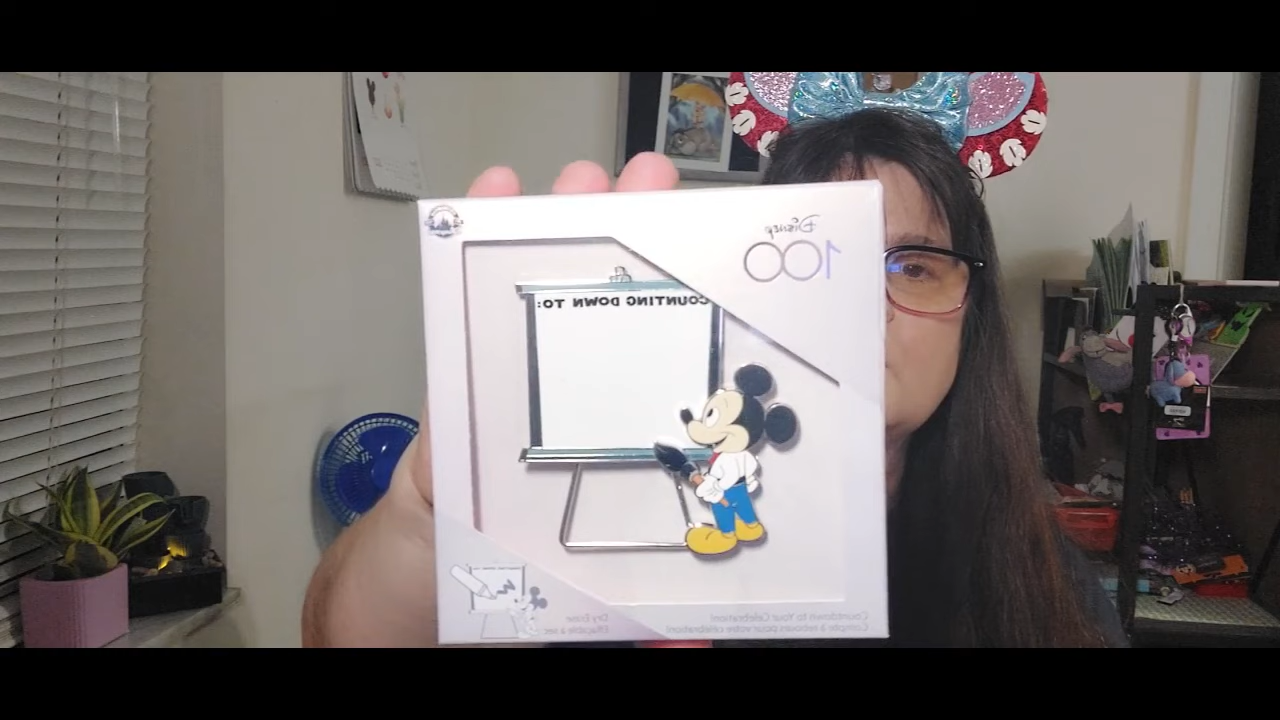 Disney
100
COUNTING DOWN TO:
Countdown to Your Celebration!
Compte à rebours pour votre célébration!
Dry Erase
Effaçable à sec